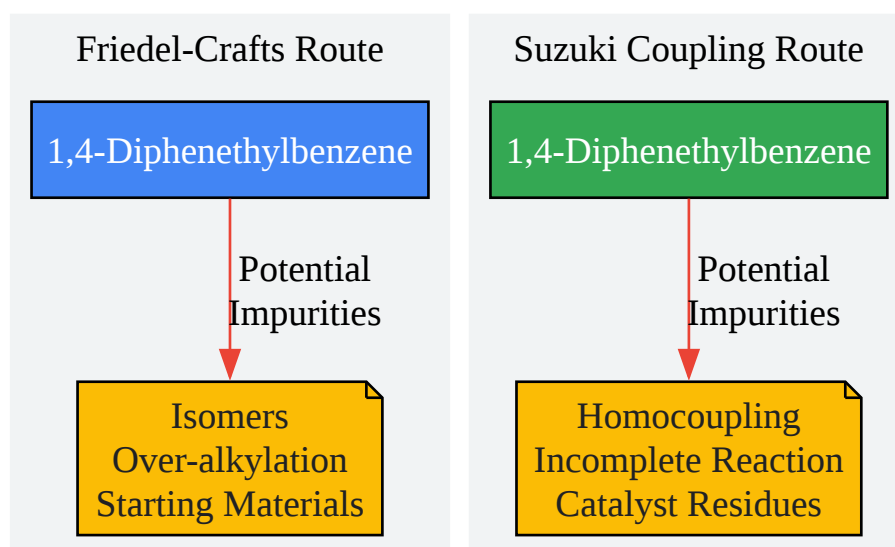 Friedel-Crafts Route
1,4-Diphenethylbenzene
Potential
Impurities
Isomers
Over-alkylation
Starting Materials
Suzuki Coupling Route
1,4-Diphenethylbenzene
Potential
Impurities
Homocoupling
Incomplete Reaction
Catalyst Residues